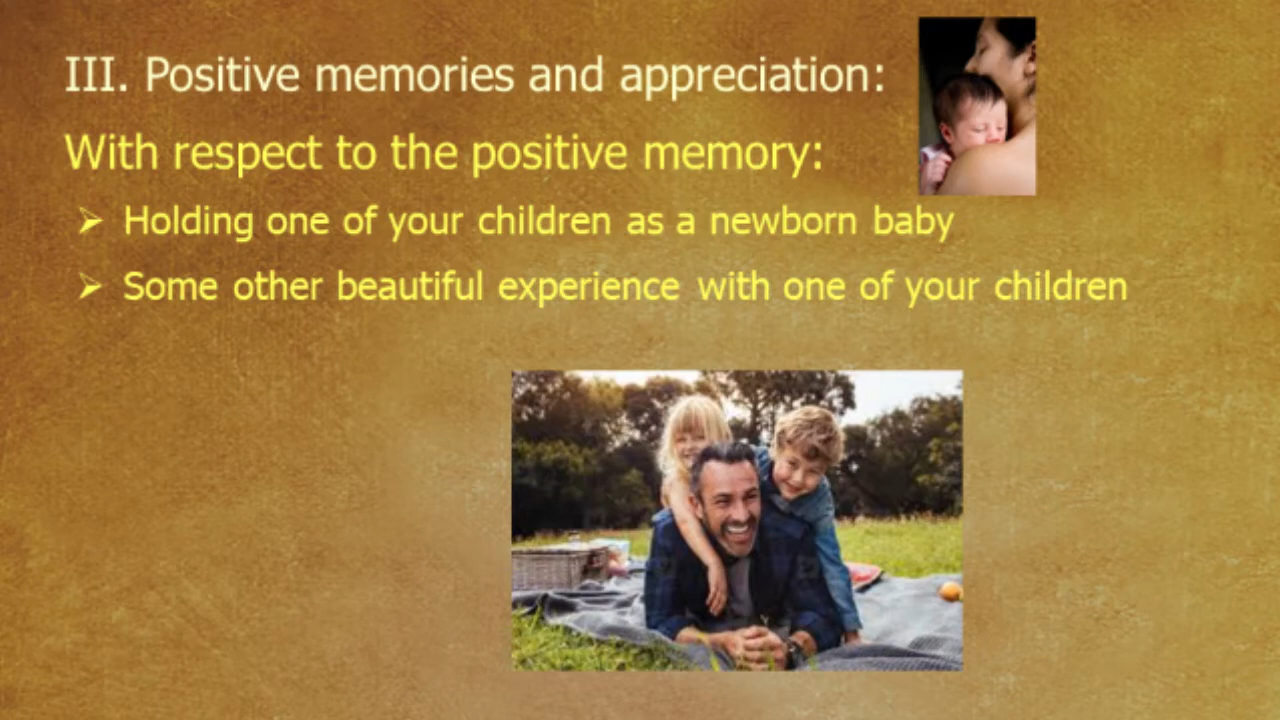 III. Positive memories and appreciation:
With respect to the positive memory:
➢ Holding one of your children as a newborn baby
➢ Some other beautiful experience with one of your children